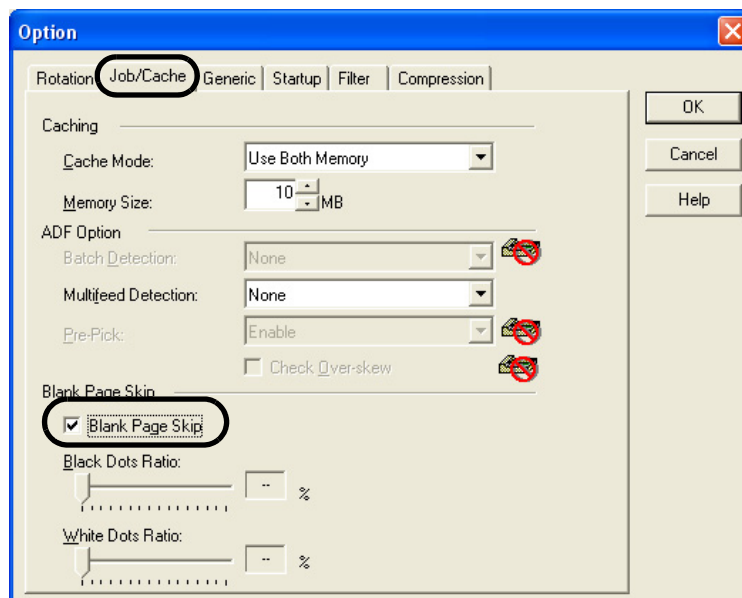 Option
Rotation Job/Cache Generic Startup Filter Compression
OK
Cancel
Help
Caching
Cache Mode: Use Both Memory
Memory Size: 10 MB
ADF Option
Batch Detection: None
Multifeed Detection: None
Pre-Pick: Enable
Check Over-skew
Blank Page Skip
Blank Page Skip
Black Dots Ratio:
-- %
White Dots Ratio:
-- %